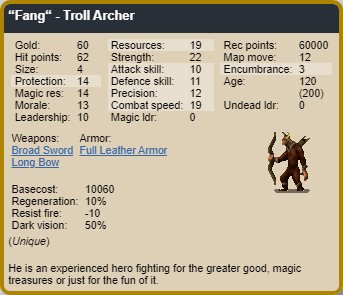 “Fang“ - Troll Archer
Gold: 60 Resources: 19 Rec points: 60000
Hit points: 62 Strength: 22 Map move: 12
Size: 4 Attack skill: 10 Encumbrance: 3
Protection: 14 Defence skill: 11 Age: 120
Magic res: 14 Precision: 12 (200)
Morale: 13 Combat speed: 19 Undead ldr: 0
Leadership: 10 Magic ldr: 0
Weapons: Armor:
Broad Sword Full Leather Armor
Long Bow
Basecost: 10060
Regeneration: 10%
Resist fire: -10
Dark vision: 50%
(Unique)
He is an experienced hero fighting for the greater good, magic
treasures or just for the fun of it.